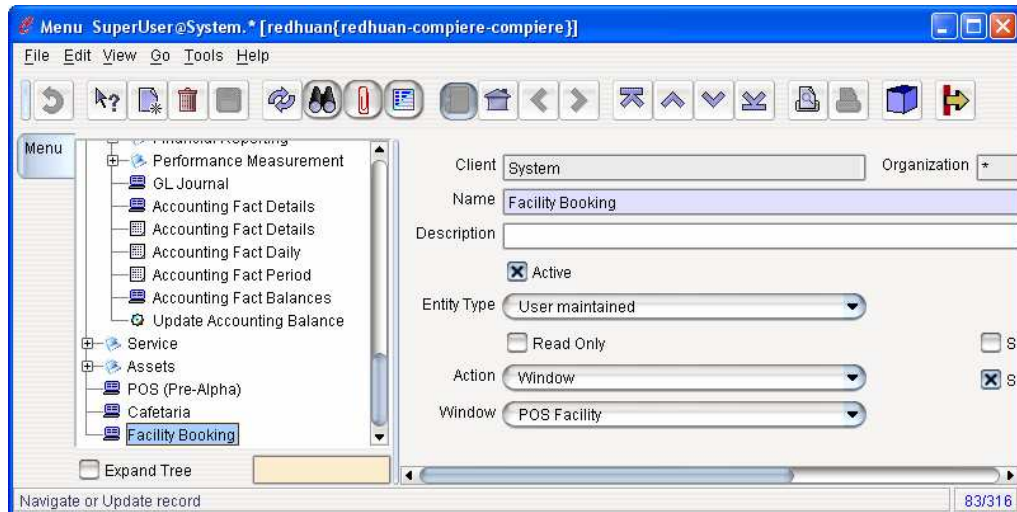 Menu SuperUser@System.* [redhuan{redhuan-compiere-compiere}]
File Edit View Go Tools Help
Menu
Financial Reporting
Performance Measurement
GL Journal
Accounting Fact Details
Accounting Fact Details
Accounting Fact Daily
Accounting Fact Period
Accounting Fact Balances
Update Accounting Balance
Service
Assets
POS (Pre-Alpha)
Cafetaria
Facility Booking
Expand Tree
Client System Organization *
Name Facility Booking
Description
Active
Entity Type User maintained
Read Only S
Action Window S
Window POS Facility
Navigate or Update record 83/316